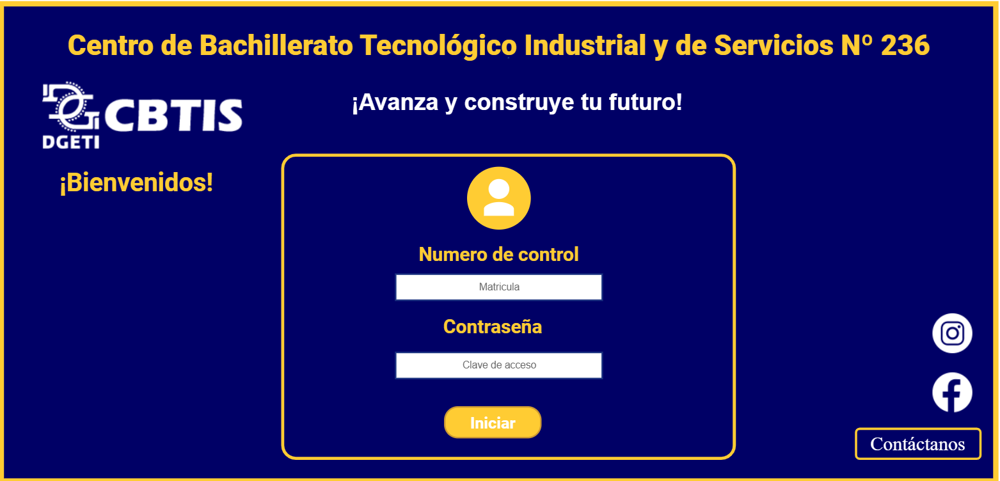 Centro de Bachillerato Tecnológico Industrial y de Servicios Nº 236
¡Avanza y construye tu futuro!
CBTIS
DGETI
¡Bienvenidos!
Numero de control
Matricula
Contraseña
Clave de acceso
Iniciar
Contáctanos